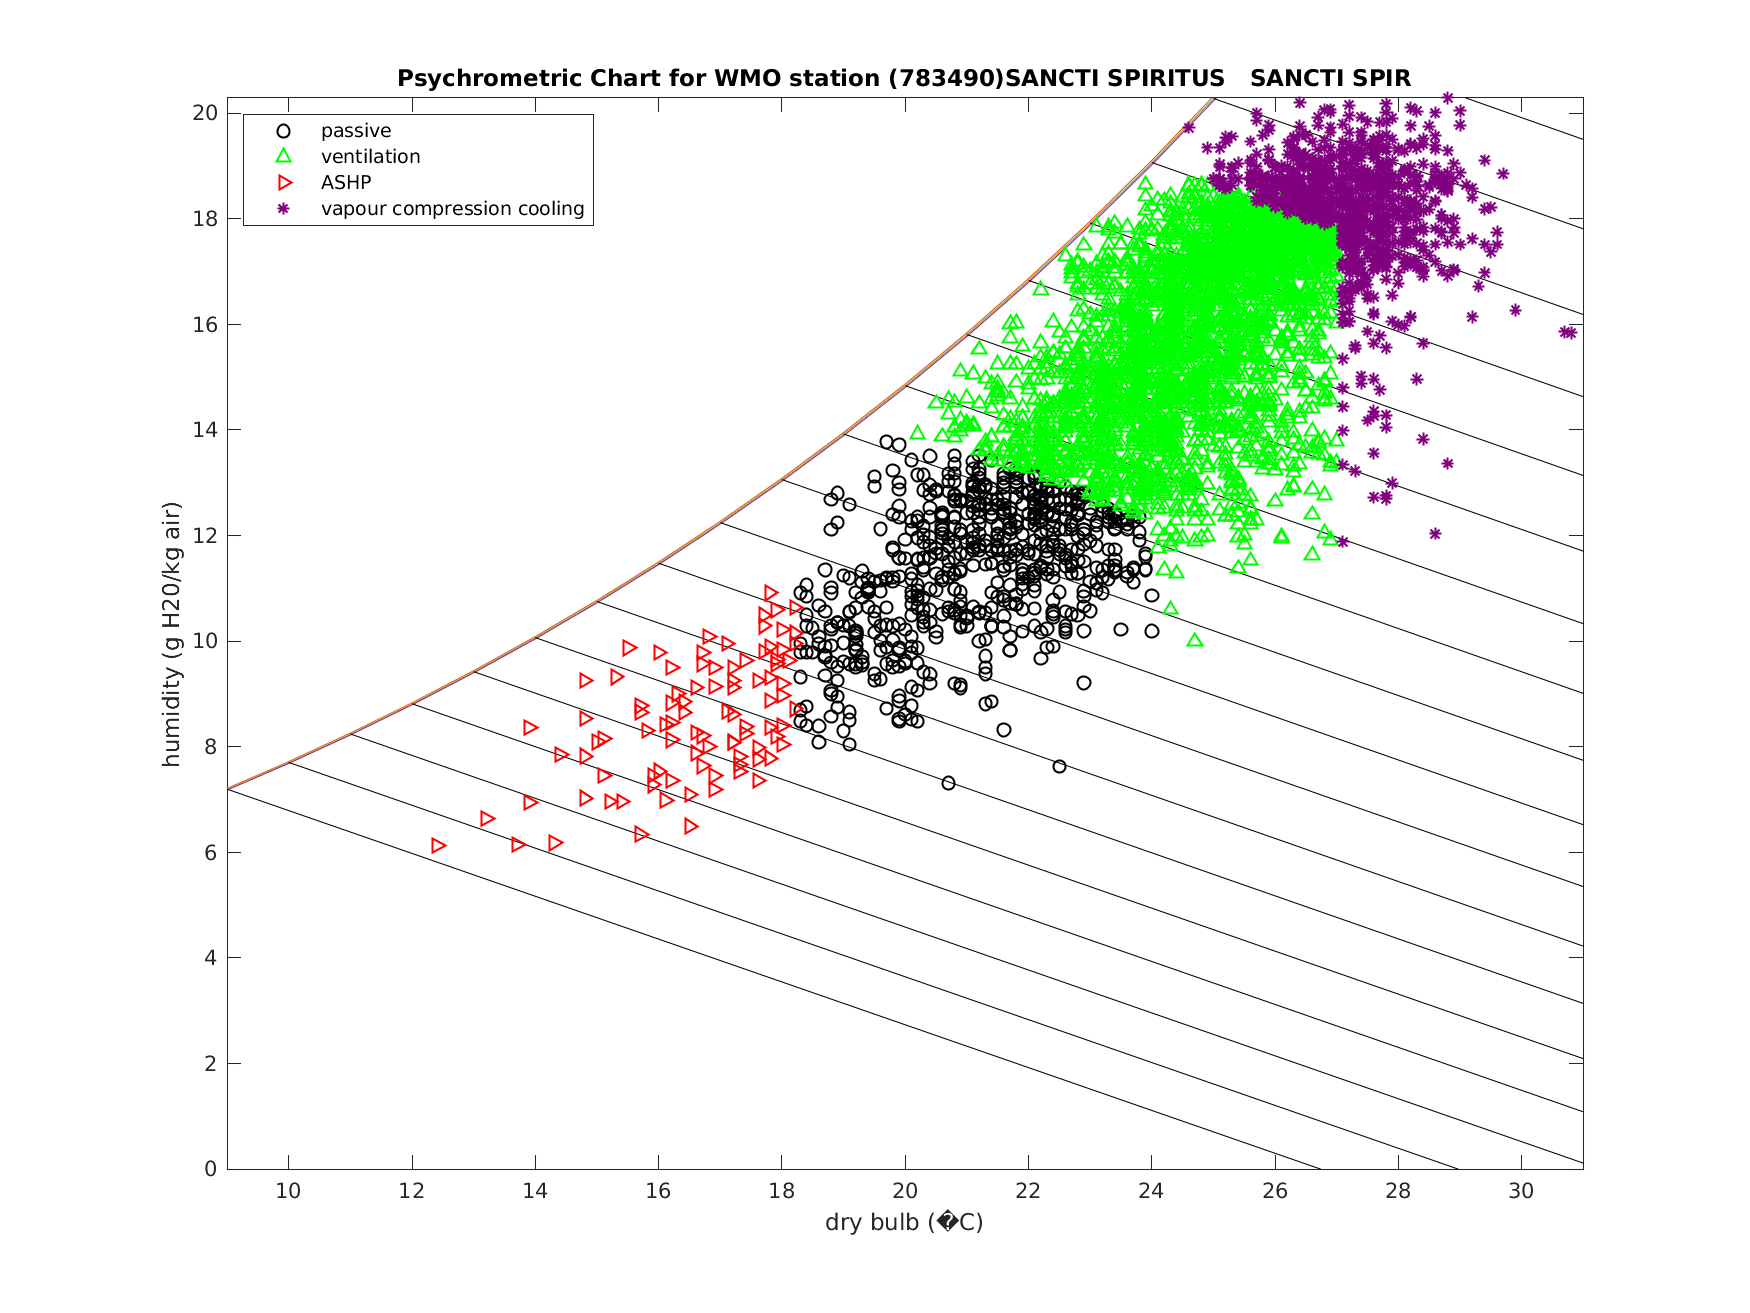 Psychrometric Chart for WMO station (783490)SANCTI SPIRITUS   SANCTI SPIR
passive
ventilation
ASHP
vapour compression cooling
humidity (g H20/kg air)
20
18
16
14
12
10
8
6
4
2
0
10 12 14 16 18 20 22 24 26 28 30
dry bulb (�C)